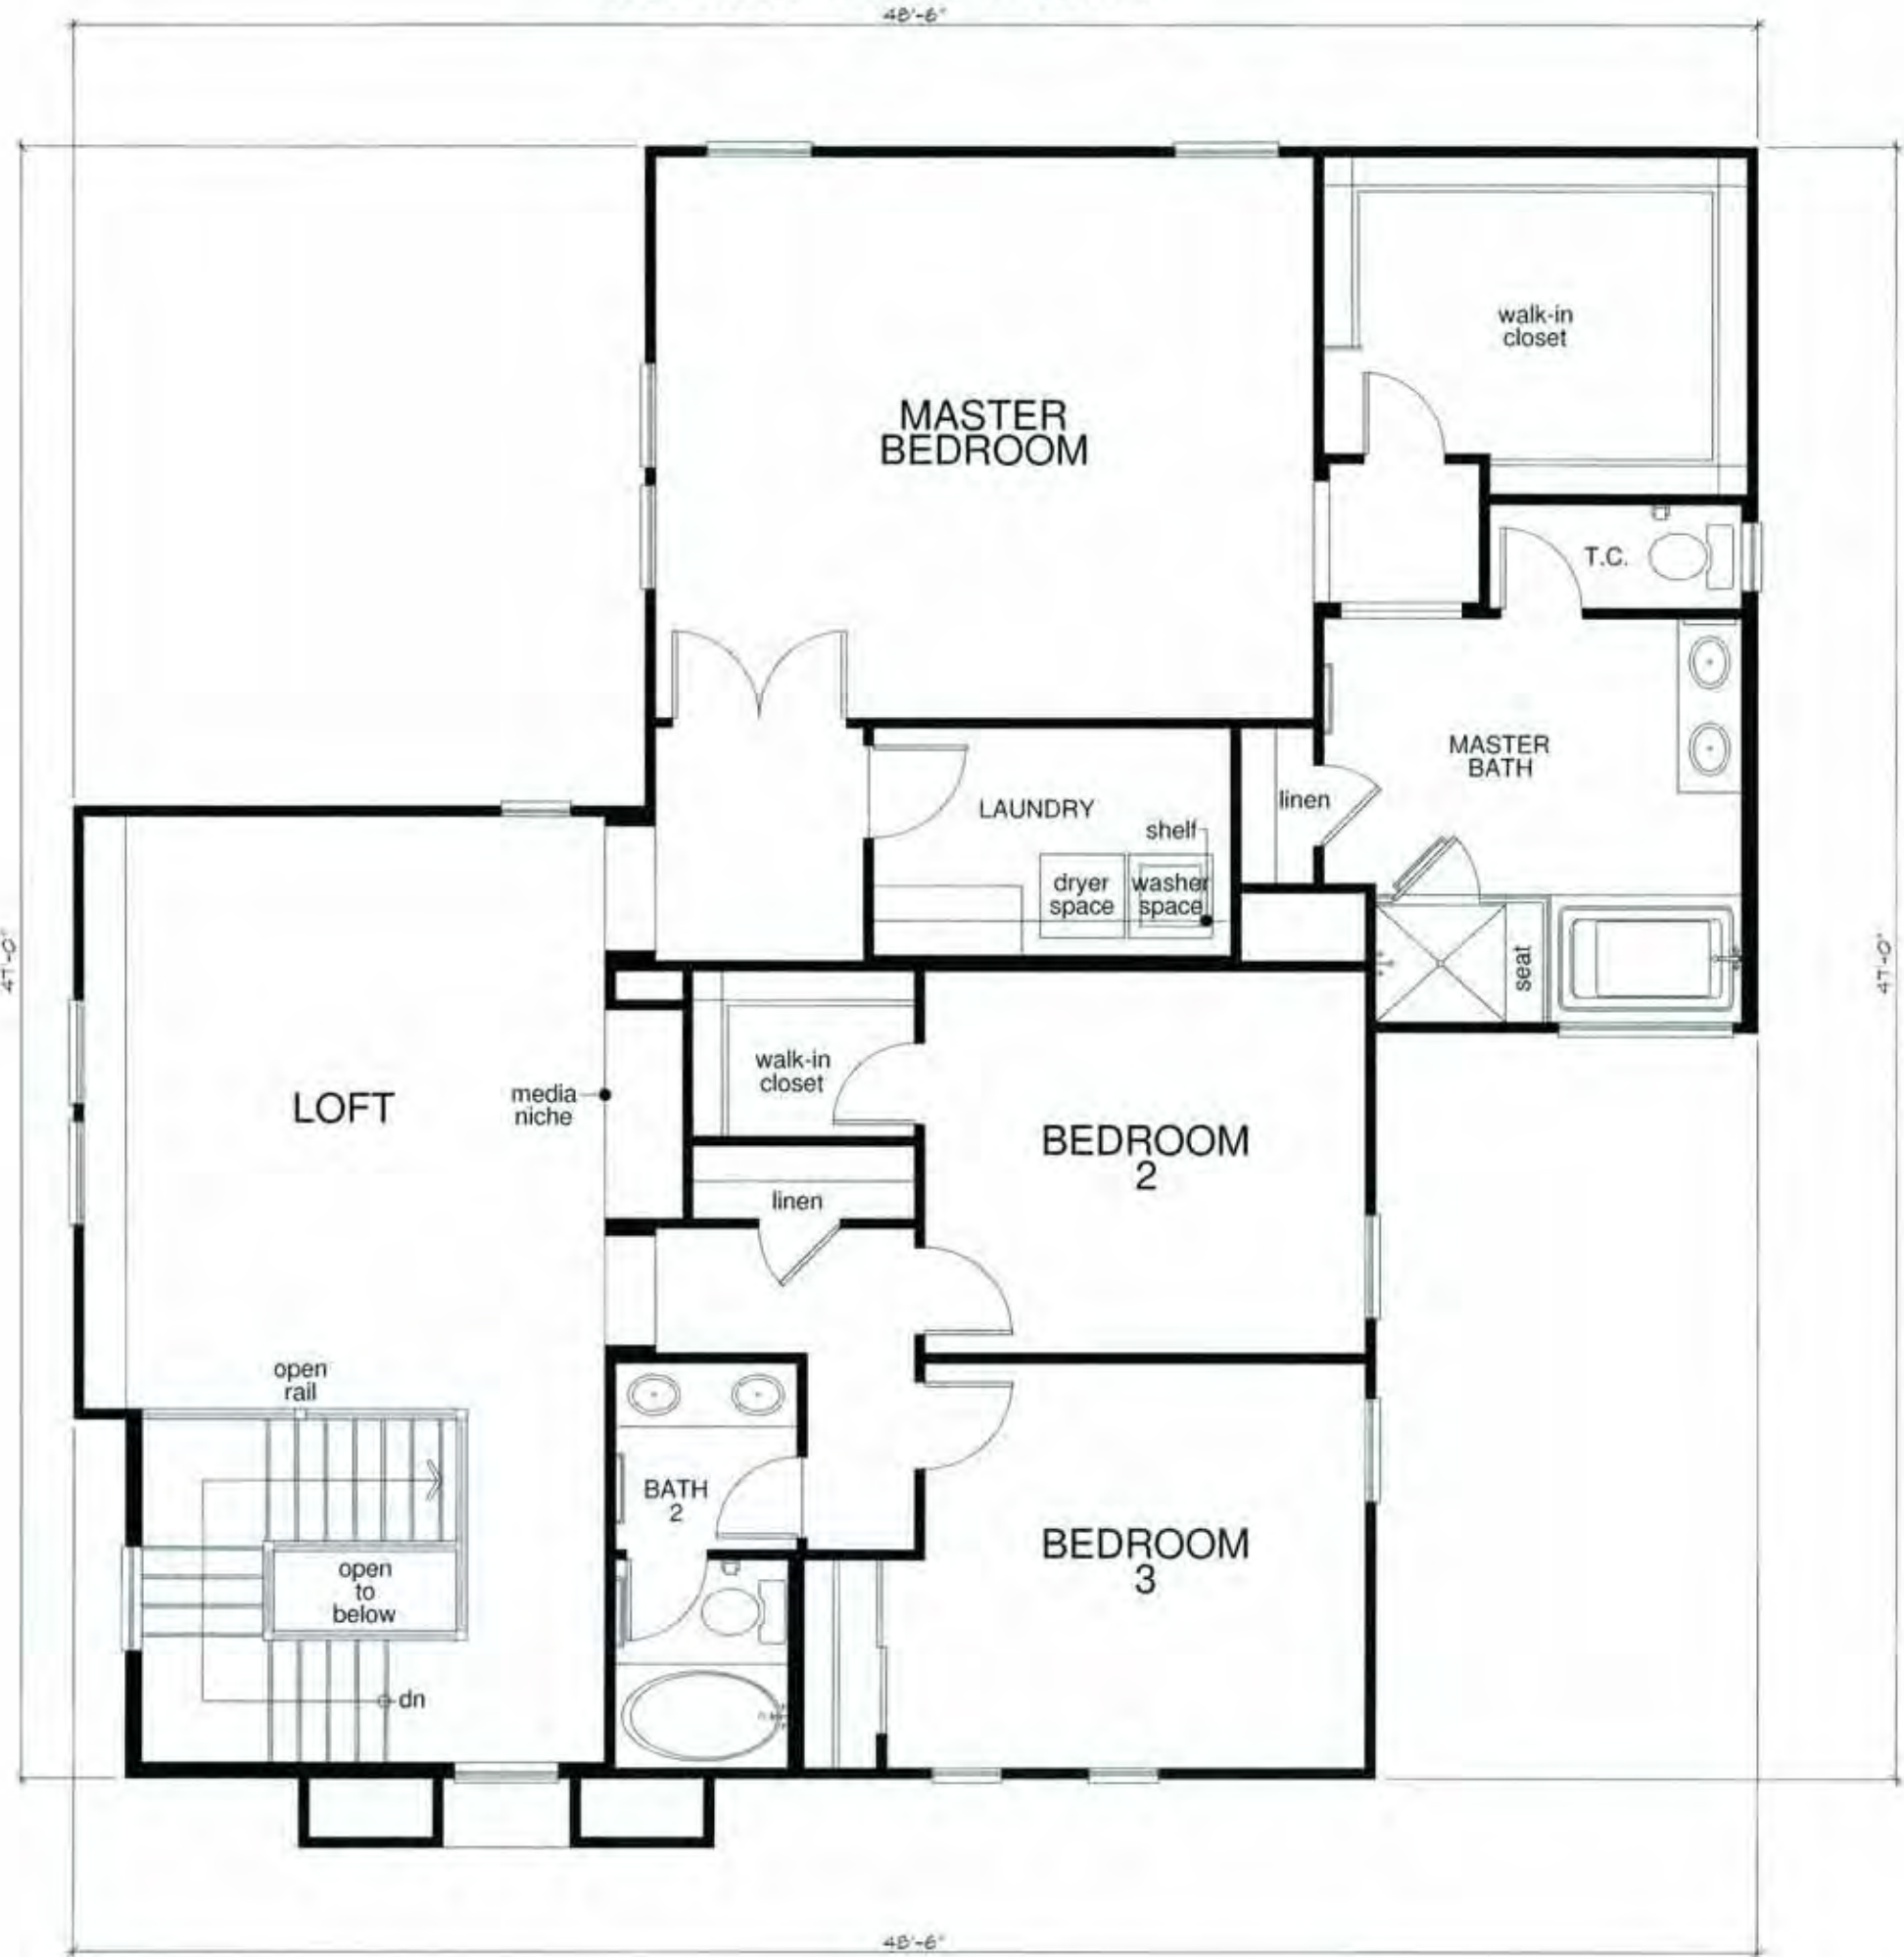 48'-6"
walk-in
closet
MASTER
BEDROOM
T.C.
MASTER
BATH
linen
LAUNDRY
shelf
dryer
space
washer
space
47'-0"
47'-0"
seat
walk-in
closet
LOFT
media
niche
BEDROOM
2
linen
open
rail
BATH
2
BEDROOM
3
open
to
below
dn
48'-6"